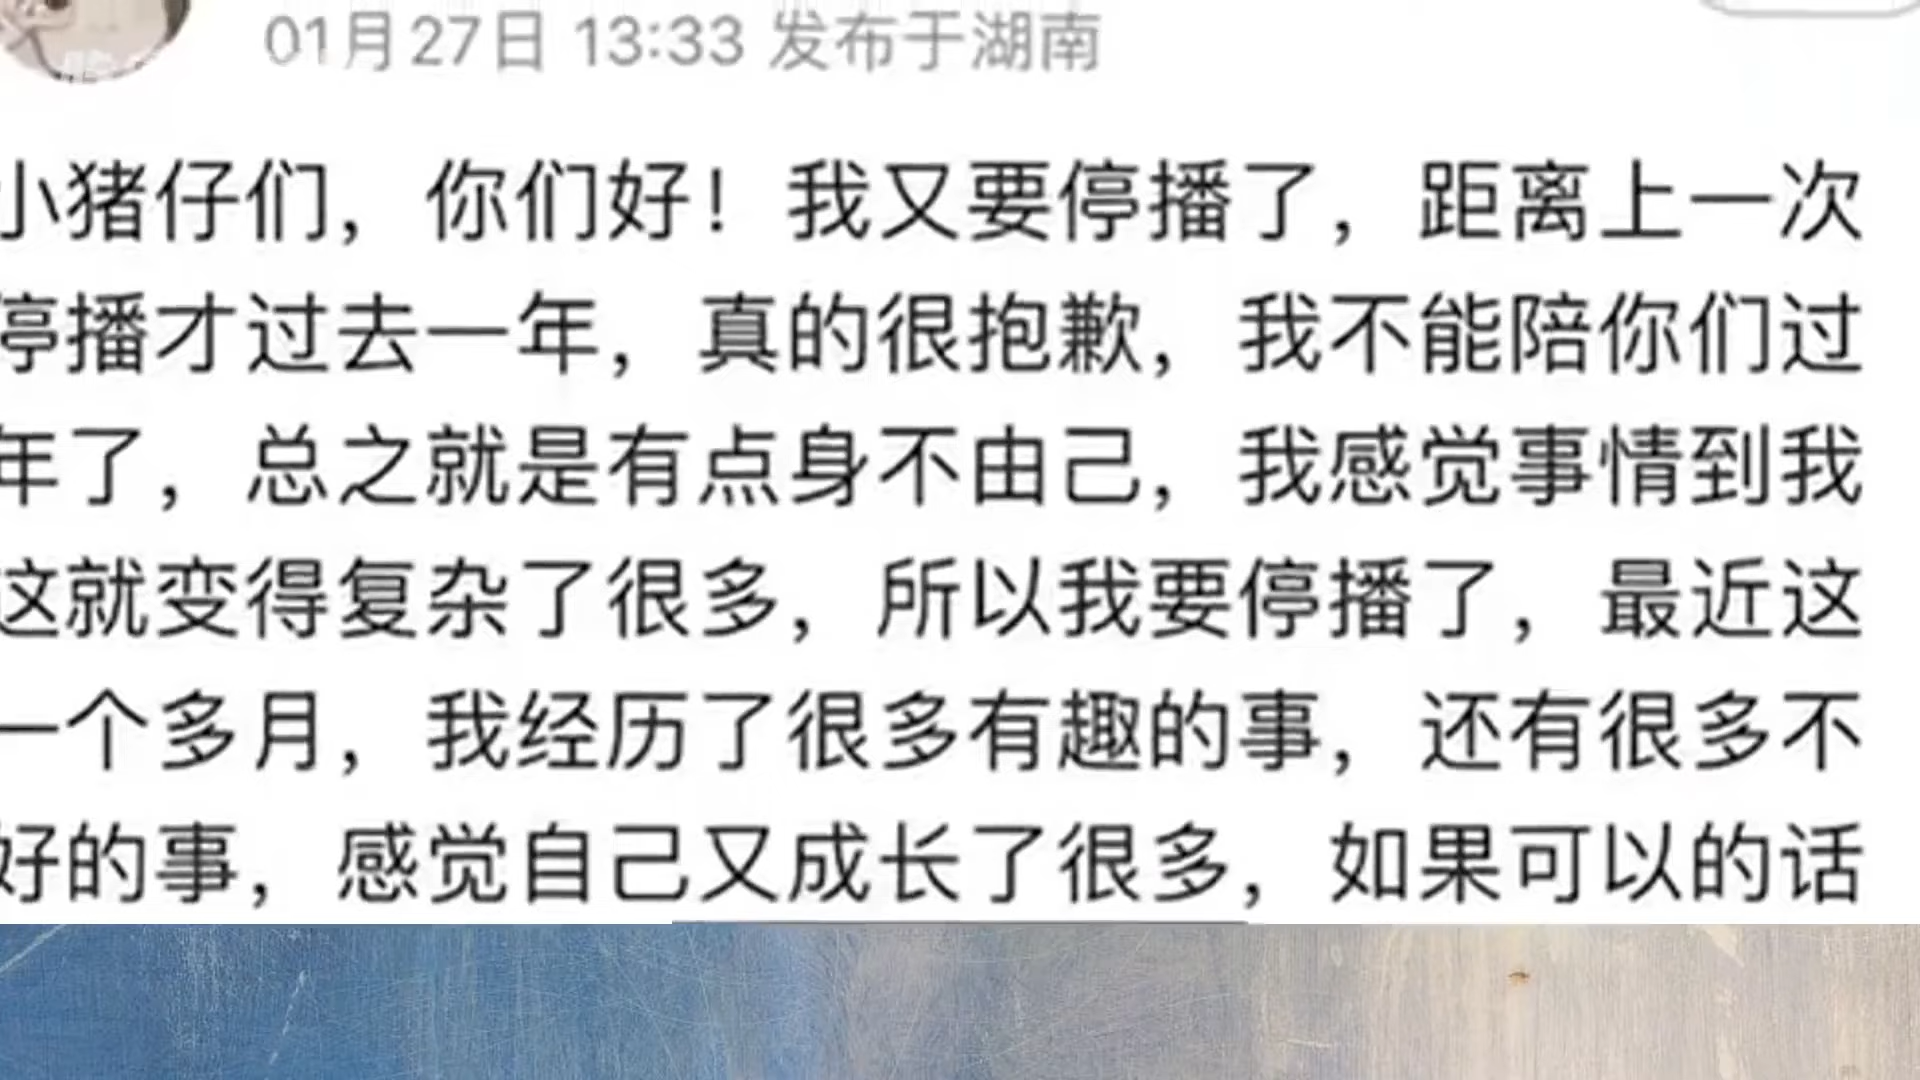 01月27日 13:33 发布于湖南
小猪仔们，你们好！我又要停播了，距离上一次
停播才过去一年，真的很抱歉，我不能陪你们过
年了，总之就是有点身不由己，我感觉事情到我
这就变得复杂了很多，所以我要停播了，最近这
一个多月，我经历了很多有趣的事，还有很多不
好的事，感觉自己又成长了很多，如果可以的话